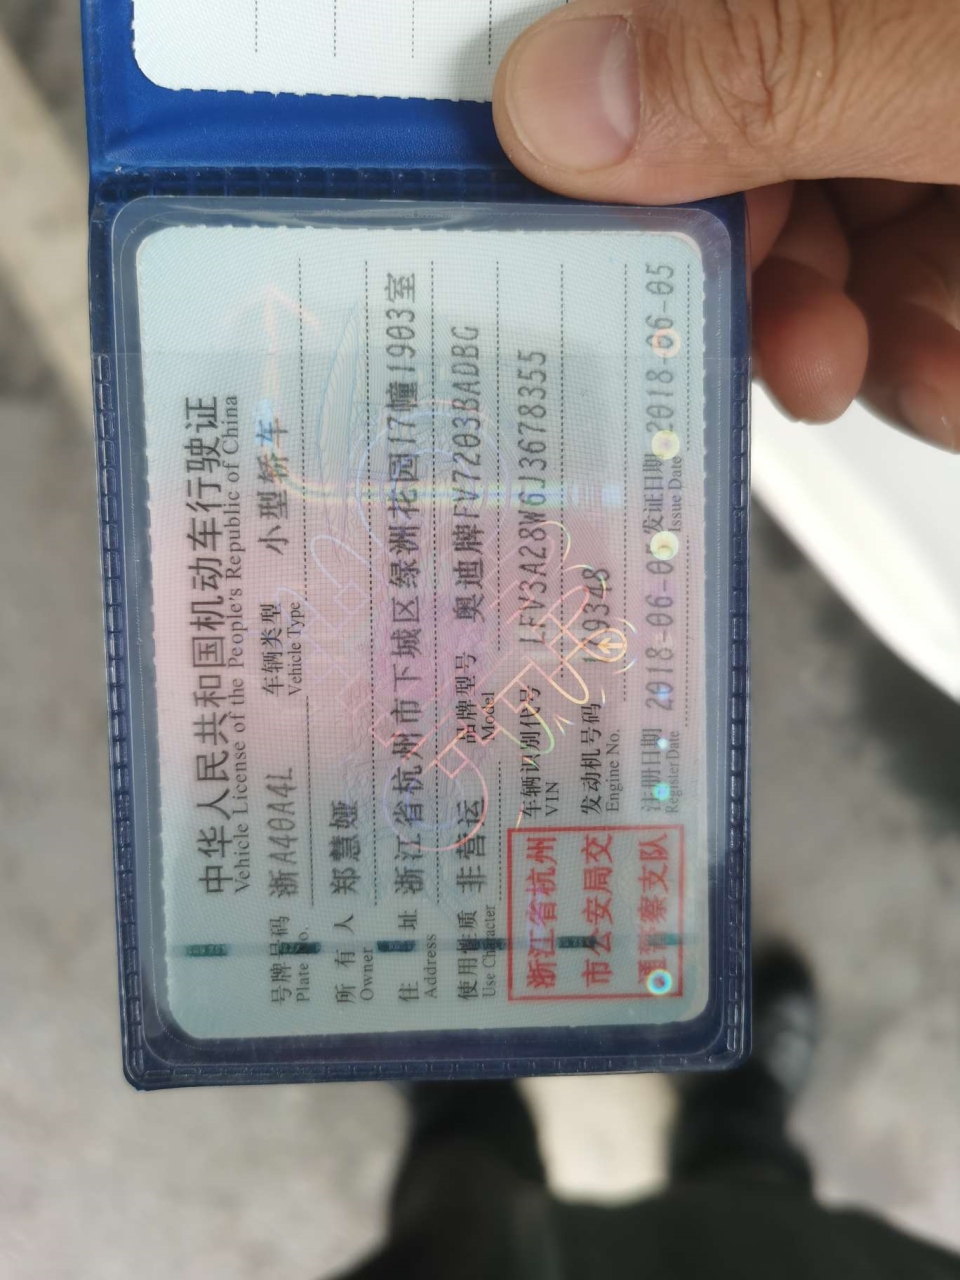 中华人民共和国机动车行驶证
Vehicle License of the People's Republic of China
号牌号码 浙A40A4L 车辆类型 小型轿车
Plate No. Vehicle Type
所有人 郑慧娅
Owner
住址 浙江省杭州市下城区绿洲花园17幢1903室
Address
使用性质 非营运 品牌型号 奥迪牌FV7203BADBG
Use Character Model
浙江省杭州
市公安局交
通警察支队
车辆识别代号 LFV3A28W6J3678355
VIN
发动机号码
Engine No.
注册日期 2018-06-05 发证日期 2018-06-05
Register Date Issue Date